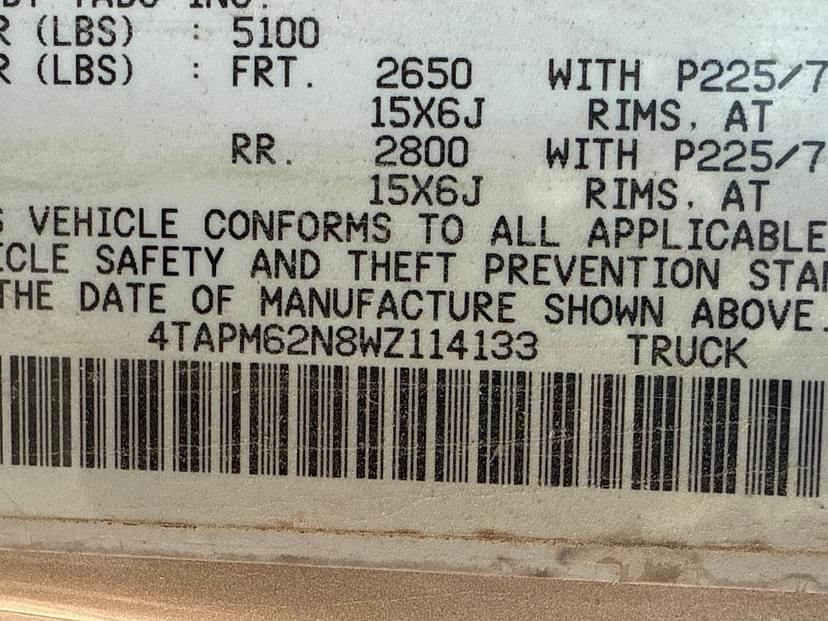 R (LBS) : 5100
R (LBS) : FRT. 2650 WITH P225/7
15X6J RIMS, AT
RR. 2800 WITH P225/7
15X6J RIMS, AT
S VEHICLE CONFORMS TO ALL APPLICABLE
ICLE SAFETY AND THEFT PREVENTION STA
THE DATE OF MANUFACTURE SHOWN ABOVE.
4TAPM62N8WZ114133 TRUCK